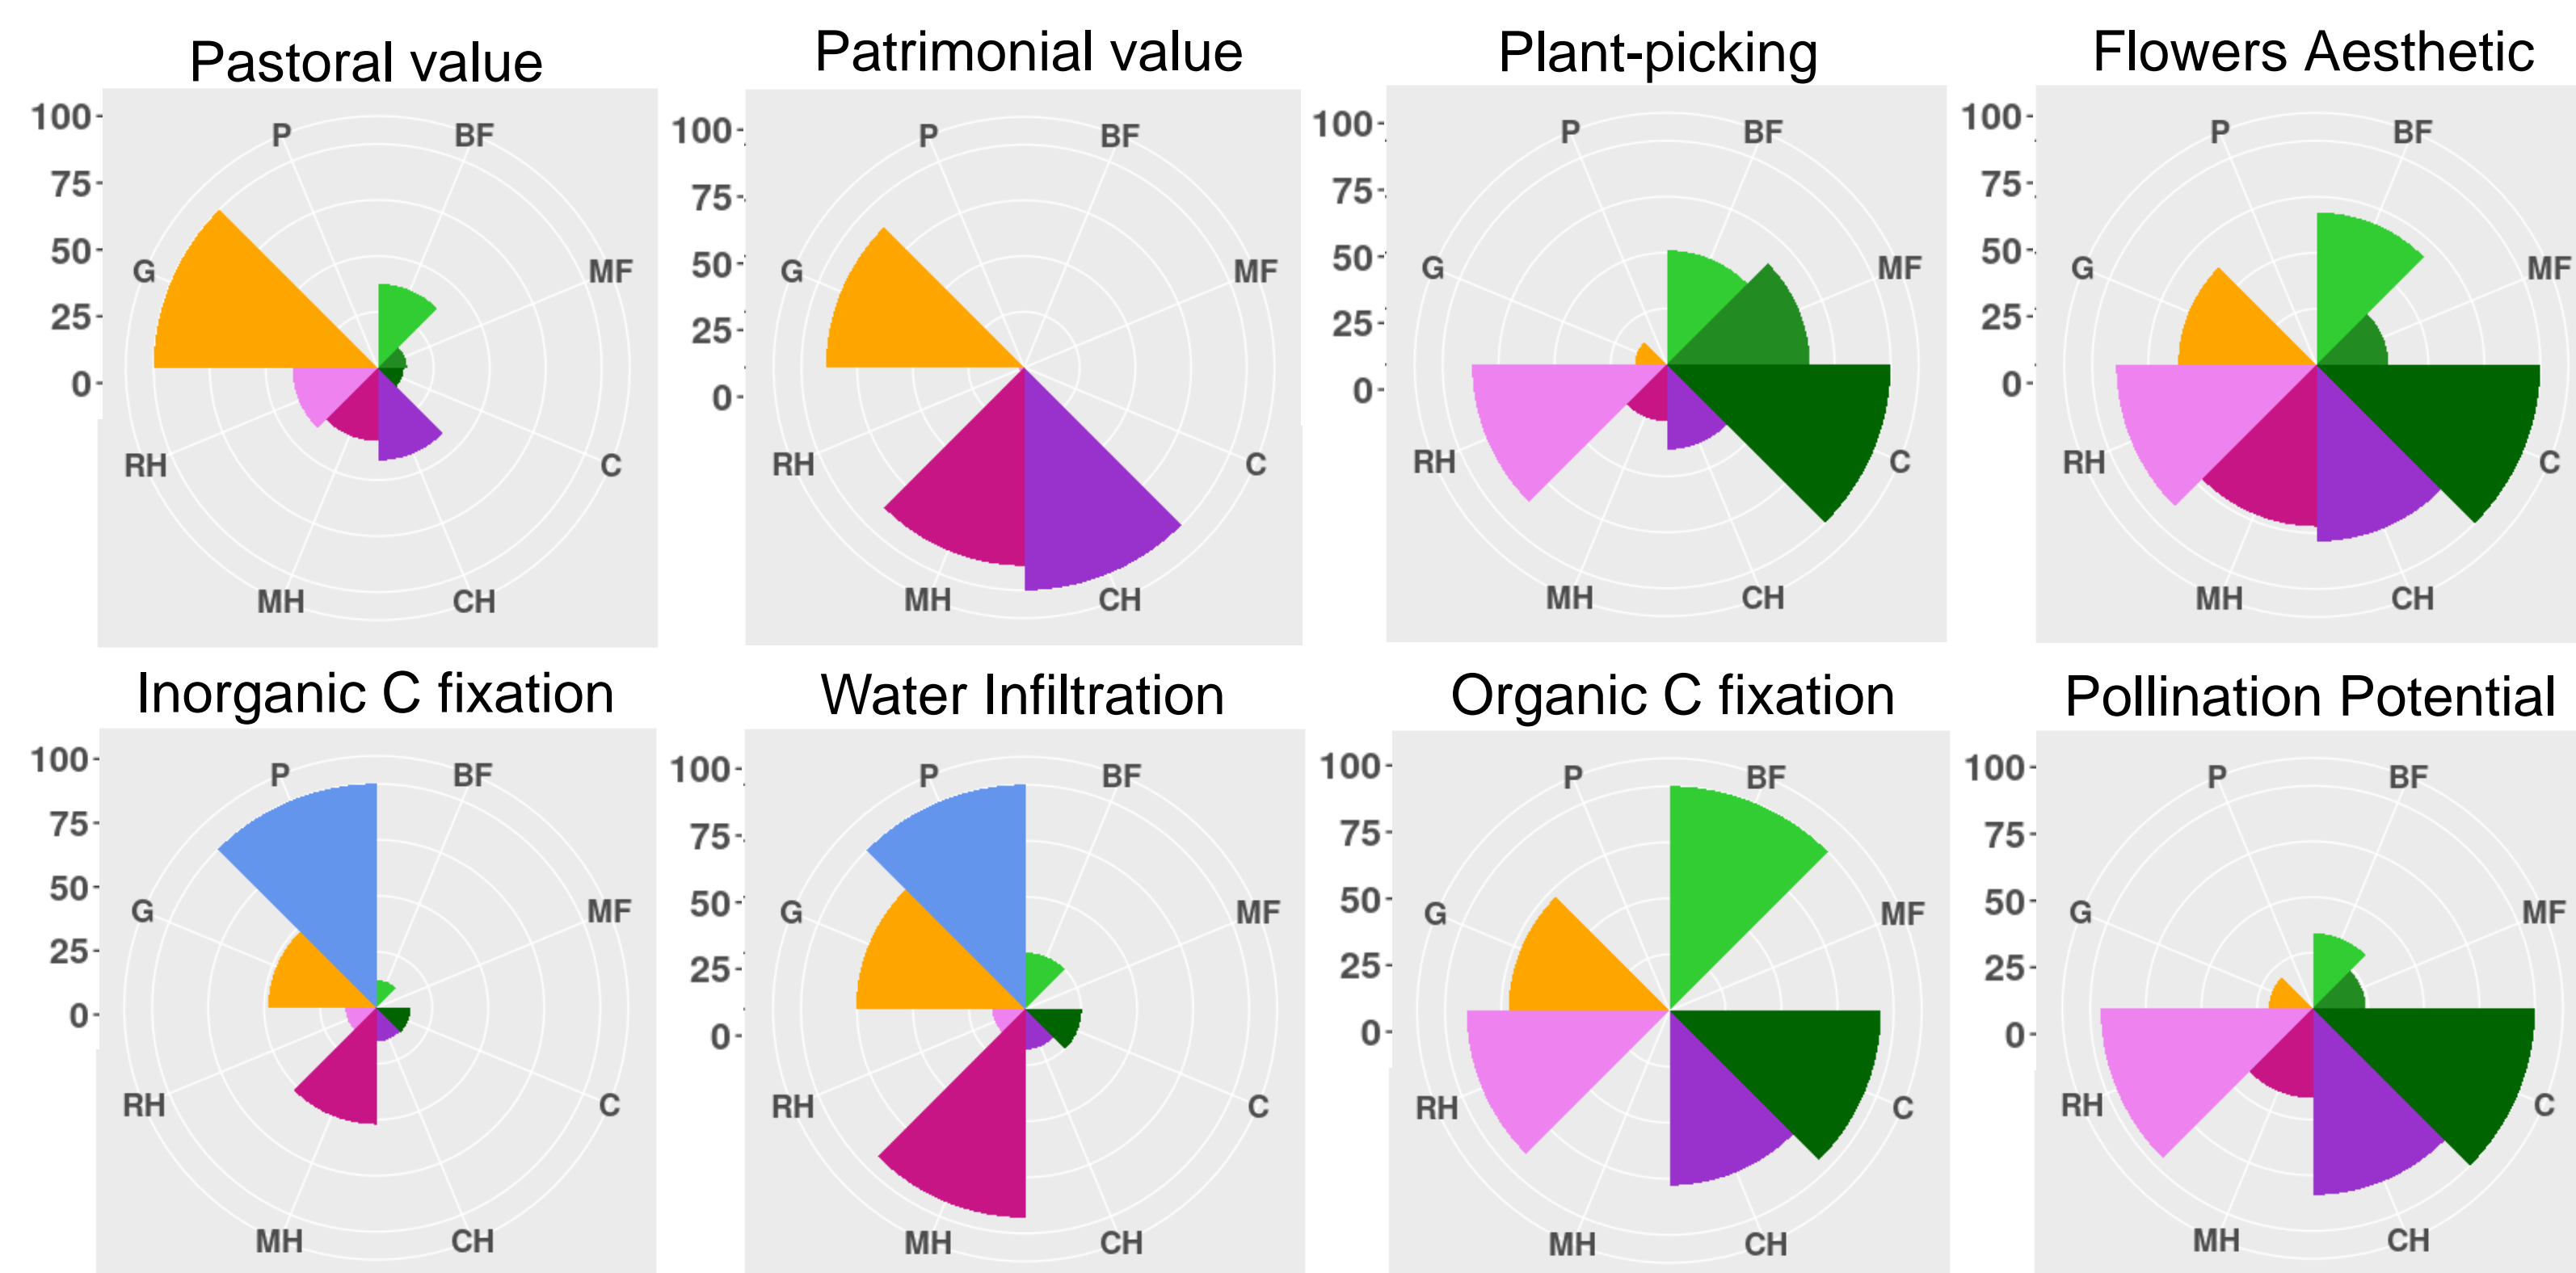 Pastoral value
100
75
50
25
0
P
BF
G
MF
RH
C
MH
CH
Patrimonial value
100
75
50
25
0
P
BF
G
MF
RH
C
MH
CH
Plant-picking
100
75
50
25
0
P
BF
G
MF
RH
C
MH
CH
Flowers Aesthetic
100
75
50
25
0
P
BF
G
MF
RH
C
MH
CH
Inorganic C fixation
100
75
50
25
0
P
BF
G
MF
RH
C
MH
CH
Water Infiltration
100
75
50
25
0
P
BF
G
MF
RH
C
MH
CH
Organic C fixation
100
75
50
25
0
P
BF
G
MF
RH
C
MH
CH
Pollination Potential
100
75
50
25
0
P
BF
G
MF
RH
C
MH
CH